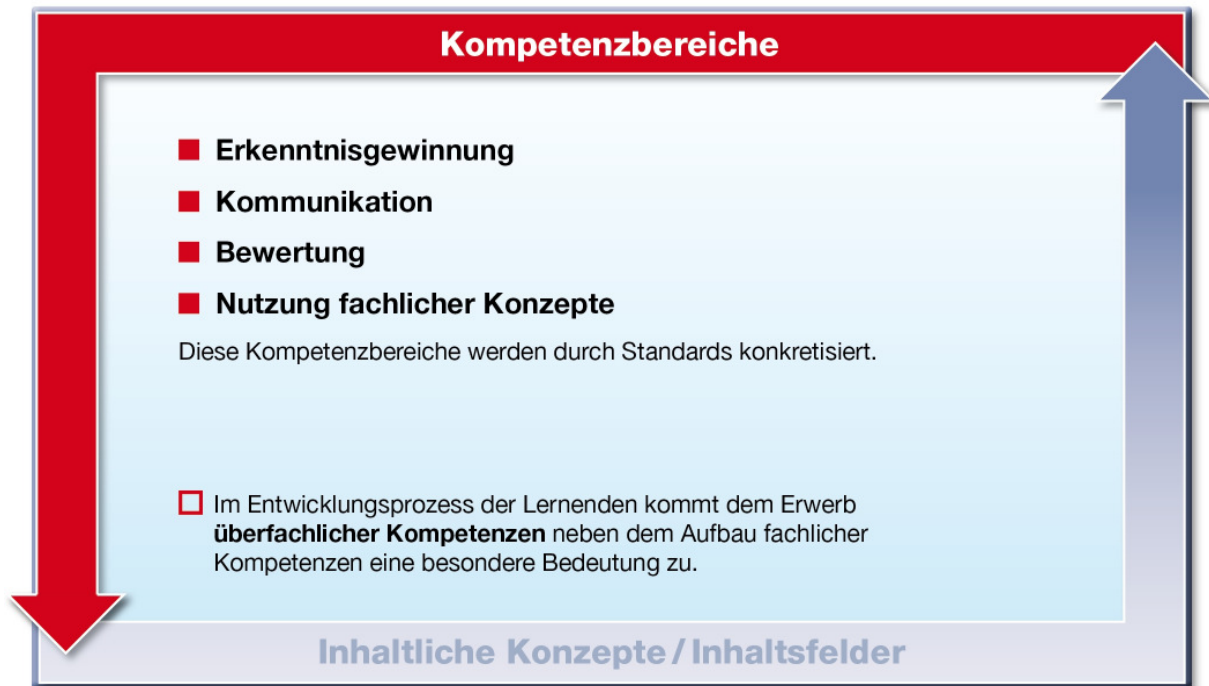 Kompetenzbereiche
Erkenntnisgewinnung
Kommunikation
Bewertung
Nutzung fachlicher Konzepte
Diese Kompetenzbereiche werden durch Standards konkretisiert.
Im Entwicklungsprozess der Lernenden kommt dem Erwerb
überfachlicher Kompetenzen neben dem Aufbau fachlicher
Kompetenzen eine besondere Bedeutung zu.
Inhaltliche Konzepte / Inhaltsfelder